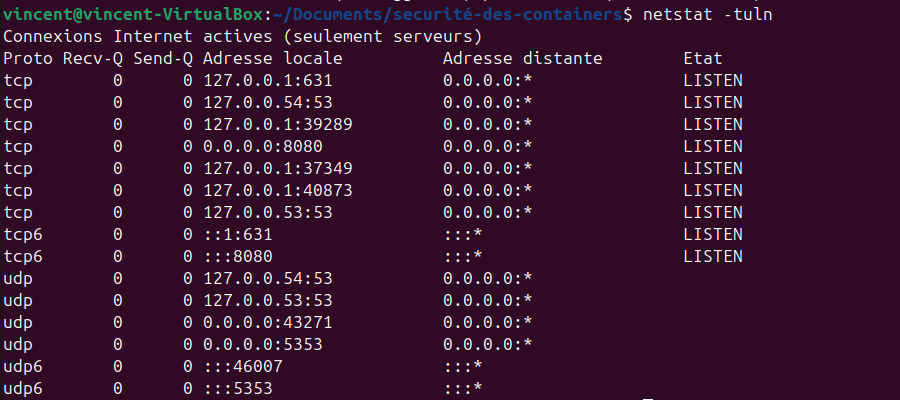 vincent@vincent-VirtualBox:~/Documents/securité-des-containers$ netstat -tuln
Connexions Internet actives (seulement serveurs)
Proto Recv-Q Send-Q Adresse locale          Adresse distante        Etat
tcp        0      0 127.0.0.1:631           0.0.0.0:*               LISTEN
tcp        0      0 127.0.0.54:53           0.0.0.0:*               LISTEN
tcp        0      0 127.0.0.1:39289         0.0.0.0:*               LISTEN
tcp        0      0 0.0.0.0:8080            0.0.0.0:*               LISTEN
tcp        0      0 127.0.0.1:37349         0.0.0.0:*               LISTEN
tcp        0      0 127.0.0.1:40873         0.0.0.0:*               LISTEN
tcp        0      0 127.0.0.53:53           0.0.0.0:*               LISTEN
tcp6       0      0 ::1:631                 :::*                    LISTEN
tcp6       0      0 :::8080                 :::*                    LISTEN
udp        0      0 127.0.0.54:53           0.0.0.0:*
udp        0      0 127.0.0.53:53           0.0.0.0:*
udp        0      0 0.0.0.0:43271           0.0.0.0:*
udp        0      0 0.0.0.0:5353            0.0.0.0:*
udp6       0      0 :::46007                :::*
udp6       0      0 :::5353                 :::*